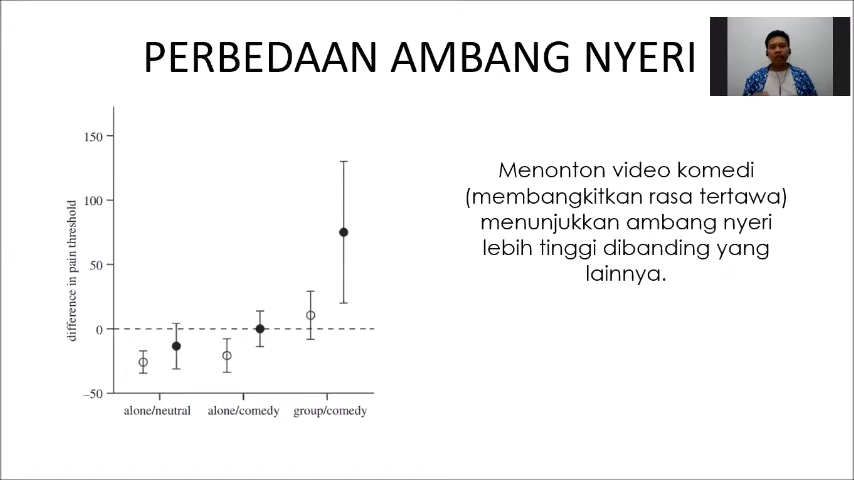 PERBEDAAN AMBANG NYERI
150
100
50
0
–50
difference in pain threshold
alone/neutral
alone/comedy
group/comedy
Menonton video komedi
(membangkitkan rasa tertawa)
menunjukkan ambang nyeri
lebih tinggi dibanding yang
lainnya.